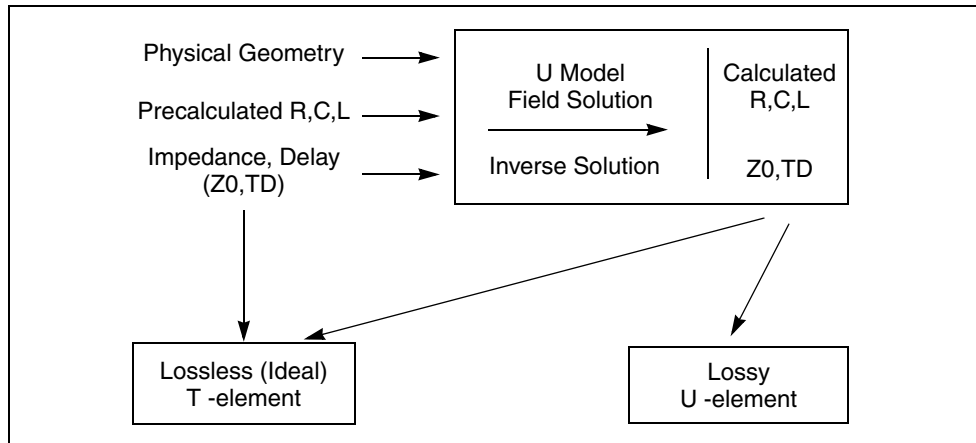 Physical Geometry
Precalculated R,C,L
Impedance, Delay
(Z0,TD)
U Model
Field Solution
Inverse Solution
Calculated
R,C,L
Z0,TD
Lossless (Ideal)
T -element
Lossy
U -element